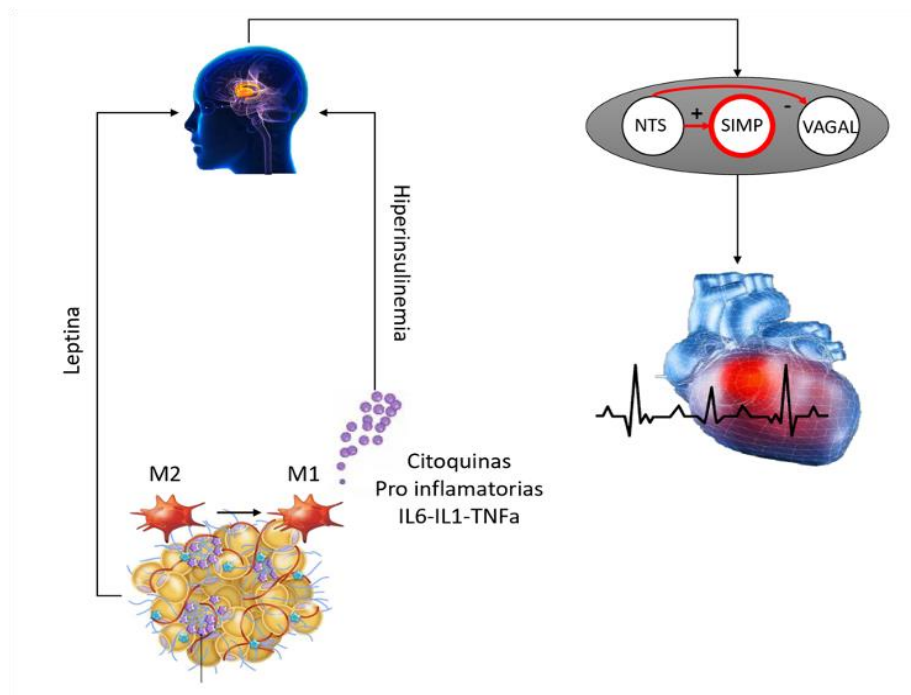 NTS
+
SIMP
-
VAGAL
Leptina
Hiperinsulinemia
M2
M1
Citoquinas
Pro inflamatorias
IL6-IL1-TNFa